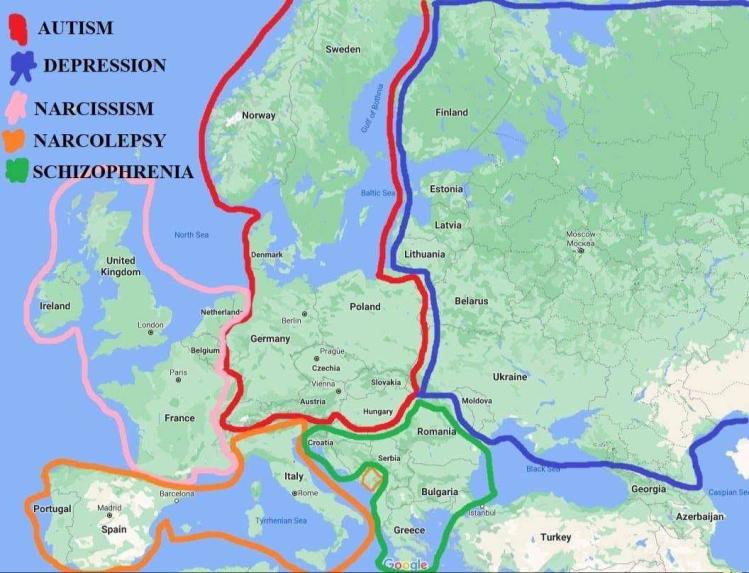 AUTISM
DEPRESSION
NARCISSISM
NARCOLEPSY
SCHIZOPHRENIA
Sweden
Norway
Finland
Gulf of Bothnia
Estonia
Baltic Sea
Latvia
North Sea
Moscow
Москва
Denmark
Lithuania
United
Kingdom
Ireland
Netherland
Poland
Belarus
London
Berlin
Germany
Belgium
Prague
Czechia
Paris
Ukraine
Vienna
Slovakia
Austria
Moldova
Hungary
France
Romania
Croatia
Serbia
Black Sea
Italy
Georgia
Barcelona
Rome
Bulgaria
Caspian Se
Portugal
Madrid
Spain
Istanbul
Azerbaijan
Tyrrhenian Sea
Greece
Turkey
Google